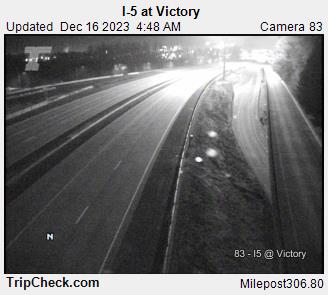 I-5 at Victory
Updated Dec 16 2023 4:48 AM Camera 83
T
N
83 - I5 @ Victory
TripCheck.com Milepost306.80